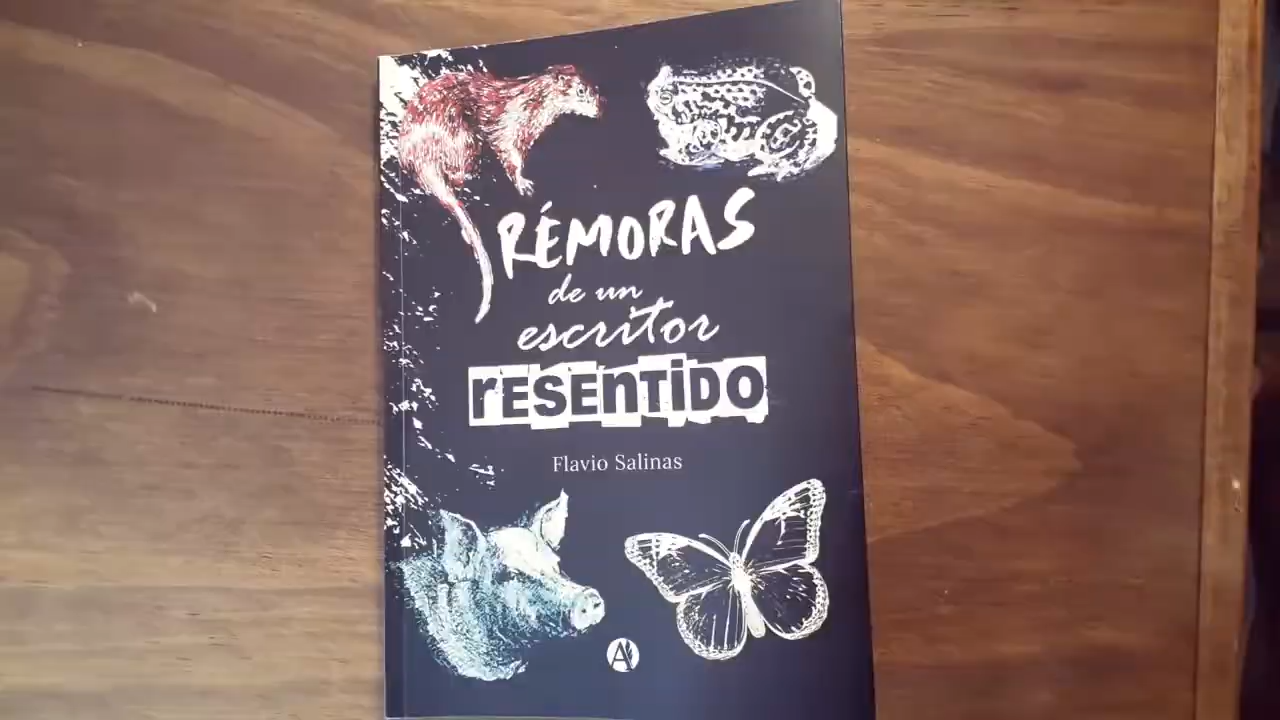 RÉMORAS
de un
escritor
rESEnTiDO
Flavio Salinas
A